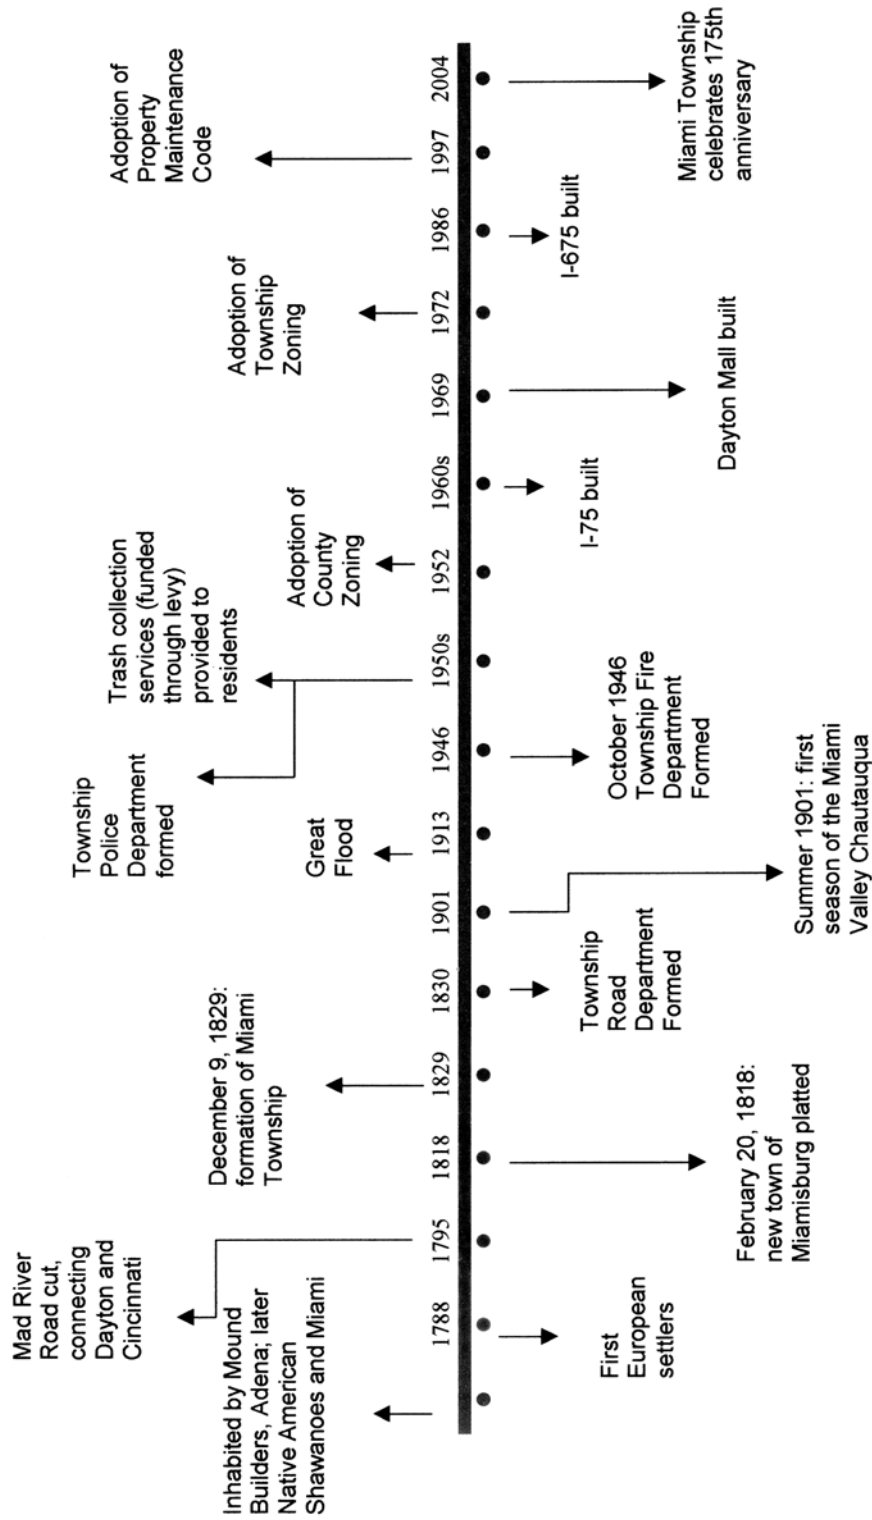 Mad River
Road cut,
connecting
Dayton and
Cincinnati
Inhabited by Mound
Builders, Adena; later
Native American
Shawanoes and Miami
December 9, 1829:
formation of Miami
Township
Township
Police
Department
formed
Great
Flood
Trash collection
services (funded
through levy)
provided to
residents
Adoption of
County
Zoning
Adoption of
Township
Zoning
Adoption of
Property
Maintenance
Code
1788
1795
1818
1829
1830
1901
1913
1946
1950s
1952
1960s
1969
1972
1986
1997
2004
First
European
settlers
February 20, 1818:
new town of
Miamisburg platted
Township
Road
Department
Formed
Summer 1901: first
season of the Miami
Valley Chautauqua
October 1946
Township Fire
Department
Formed
I-75 built
Dayton Mall built
I-675 built
Miami Township
celebrates 175th
anniversary